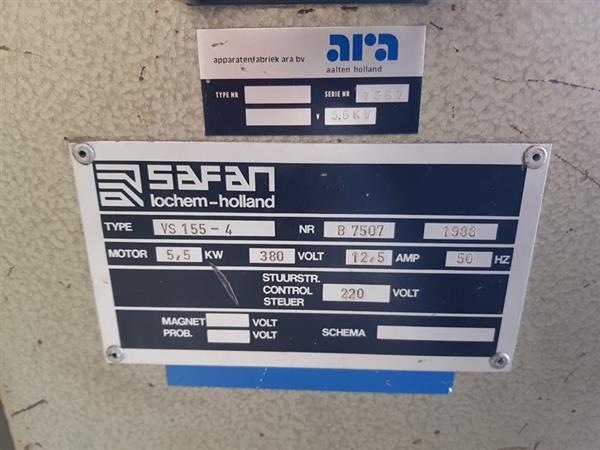 apparatenfabriek ara bv
ara
aalten holland
TYPE NR SERIE NR 7367
V 5.5 KW
SAFAN
lochem-holland
TYPE VS 155-4 NR B 7507 1988
MOTOR 5,5 KW 380 VOLT 12,5 AMP 50 HZ
STUURSTR.
CONTROL 220 VOLT
STEUER
MAGNET VOLT
PROB. VOLT
SCHEMA